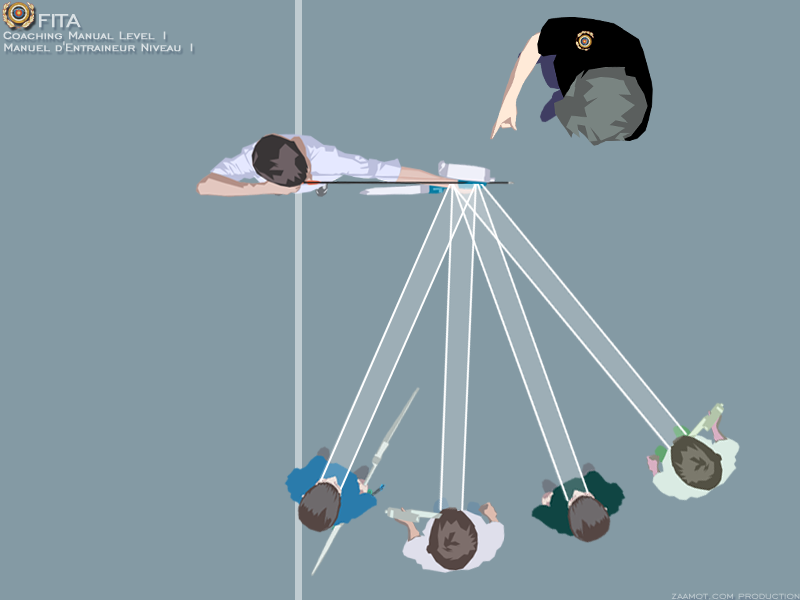 FITA
Coaching Manual Level 1
Manuel d'Entraineur Niveau 1
ZAAMOT.COM PRODUCTION